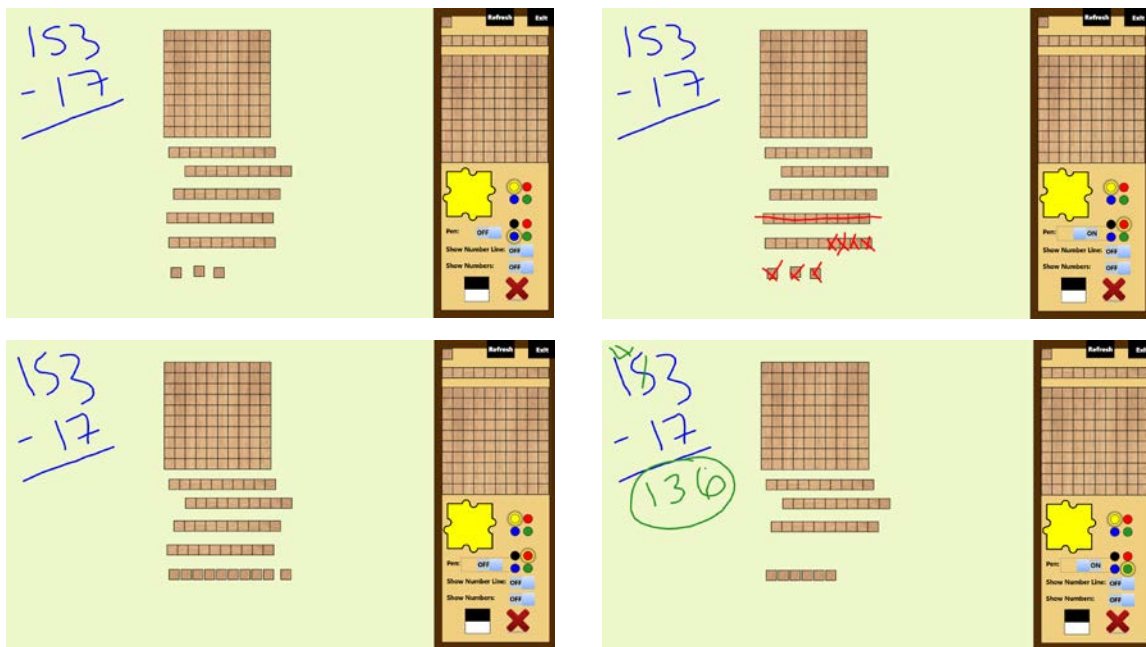 153
- 17
Refresh Exit
Pen: OFF
Show Number Line: OFF
Show Numbers: OFF
153
- 17
Refresh Exit
Pen: ON
Show Number Line: OFF
Show Numbers: OFF
153
- 17
Refresh Exit
Pen: OFF
Show Number Line: OFF
Show Numbers: OFF
4
153
- 17
136
Refresh Exit
Pen: ON
Show Number Line: OFF
Show Numbers: OFF